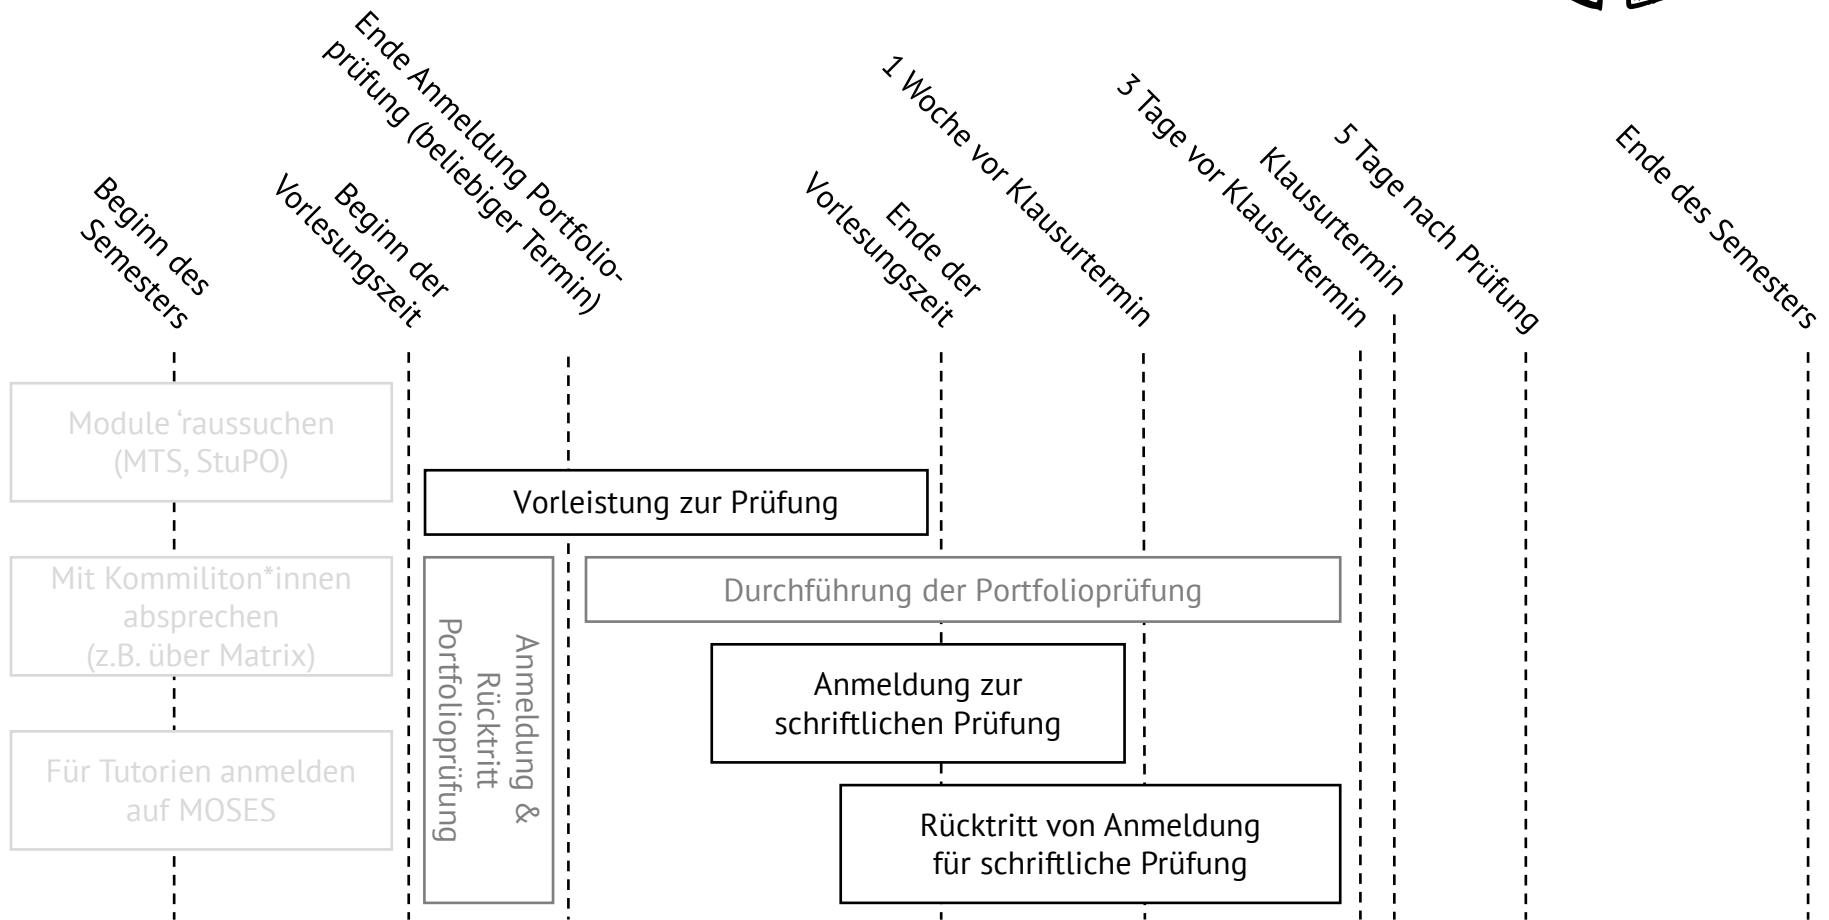 Beginn des
Semesters
Beginn der
Vorlesungszeit
Ende Anmeldung Portfolio-
prüfung (beliebiger Termin)
Ende der
Vorlesungszeit
1 Woche vor Klausurtermin
3 Tage vor Klausurtermin
Klausurtermin
5 Tage nach Prüfung
Ende des Semesters
Module ‘raussuchen
(MTS, StuPO)
Vorleistung zur Prüfung
Mit Kommiliton*innen
absprechen
(z.B. über Matrix)
Anmeldung &
Rücktritt
Portfolioprüfung
Durchführung der Portfolioprüfung
Anmeldung zur
schriftlichen Prüfung
Für Tutorien anmelden
auf MOSES
Rücktritt von Anmeldung
für schriftliche Prüfung